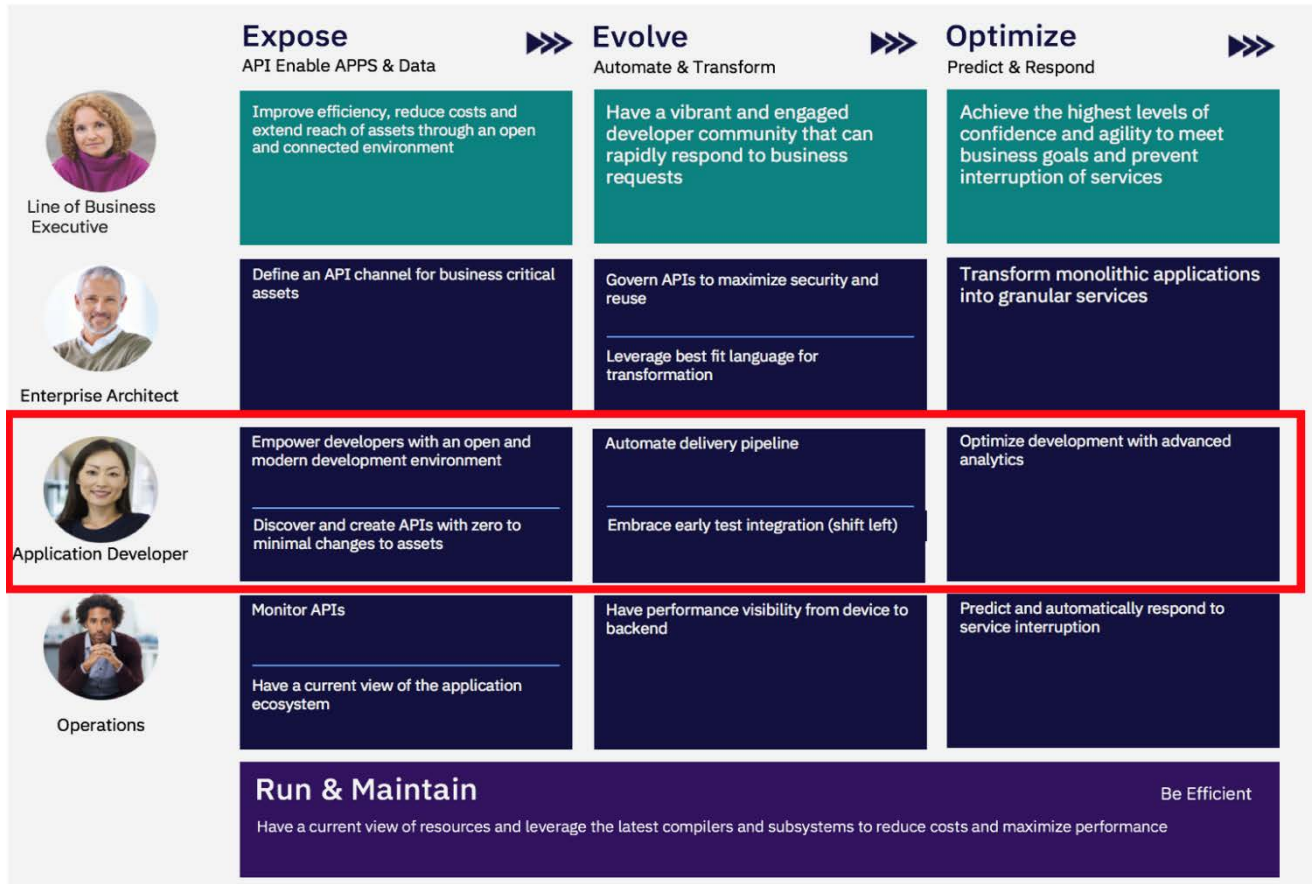 Expose
API Enable APPS & Data
Evolve
Automate & Transform
Optimize
Predict & Respond
Line of Business
Executive
Improve efficiency, reduce costs and
extend reach of assets through an open
and connected environment
Have a vibrant and engaged
developer community that can
rapidly respond to business
requests
Achieve the highest levels of
confidence and agility to meet
business goals and prevent
interruption of services
Enterprise Architect
Define an API channel for business critical
assets
Govern APIs to maximize security and
reuse
Leverage best fit language for
transformation
Transform monolithic applications
into granular services
Application Developer
Empower developers with an open and
modern development environment
Discover and create APIs with zero to
minimal changes to assets
Automate delivery pipeline
Embrace early test integration (shift left)
Optimize development with advanced
analytics
Operations
Monitor APIs
Have a current view of the application
ecosystem
Have performance visibility from device to
backend
Predict and automatically respond to
service interruption
Run & Maintain
Be Efficient
Have a current view of resources and leverage the latest compilers and subsystems to reduce costs and maximize performance